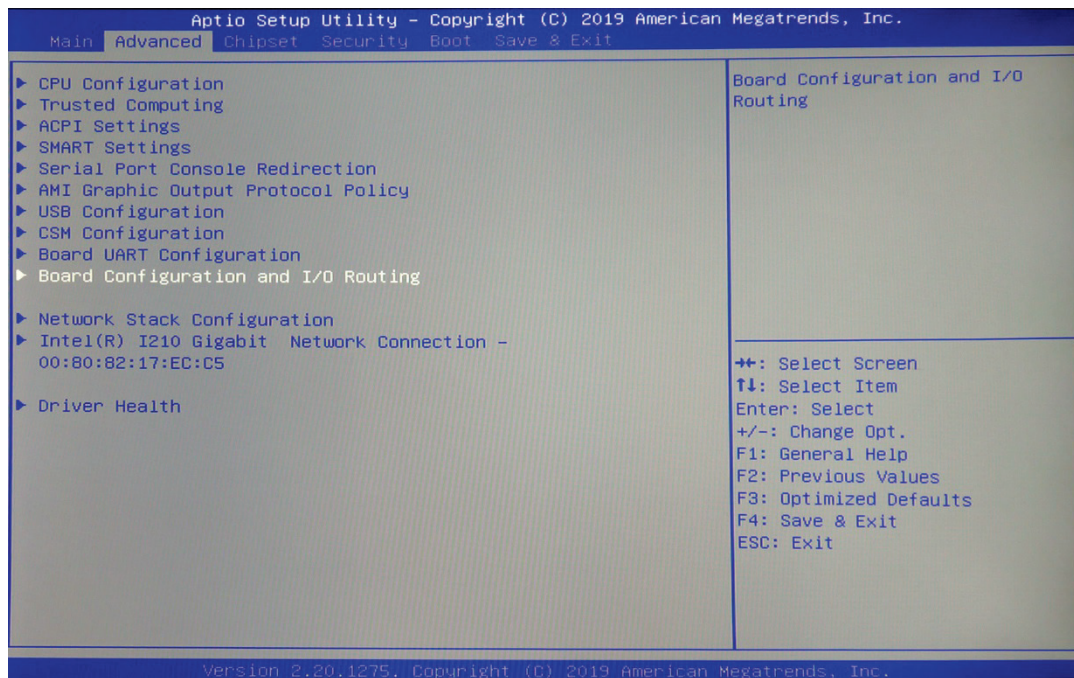 Aptio Setup Utility – Copyright (C) 2019 American Megatrends, Inc.
Main Advanced Chipset Security Boot Save & Exit
CPU Configuration
Trusted Computing
ACPI Settings
SMART Settings
Serial Port Console Redirection
AMI Graphic Output Protocol Policy
USB Configuration
CSM Configuration
Board UART Configuration
Board Configuration and I/O Routing
Network Stack Configuration
Intel(R) I210 Gigabit Network Connection –
00:80:82:17:EC:C5
Driver Health
Board Configuration and I/O
Routing
→←: Select Screen
↑↓: Select Item
Enter: Select
+/-: Change Opt.
F1: General Help
F2: Previous Values
F3: Optimized Defaults
F4: Save & Exit
ESC: Exit
Version 2.20.1275. Copyright (C) 2019 American Megatrends, Inc.